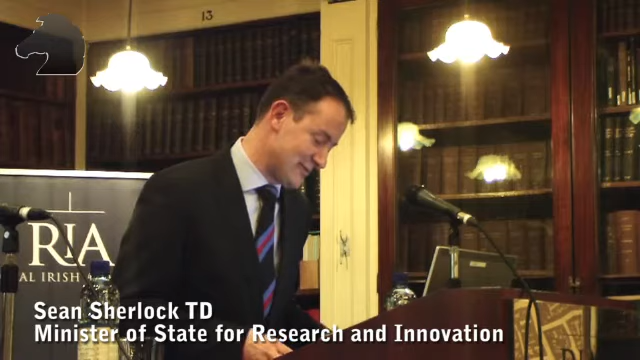 13
RIA
AL IRISH A
Sean Sherlock TD
Minister of State for Research and Innovation